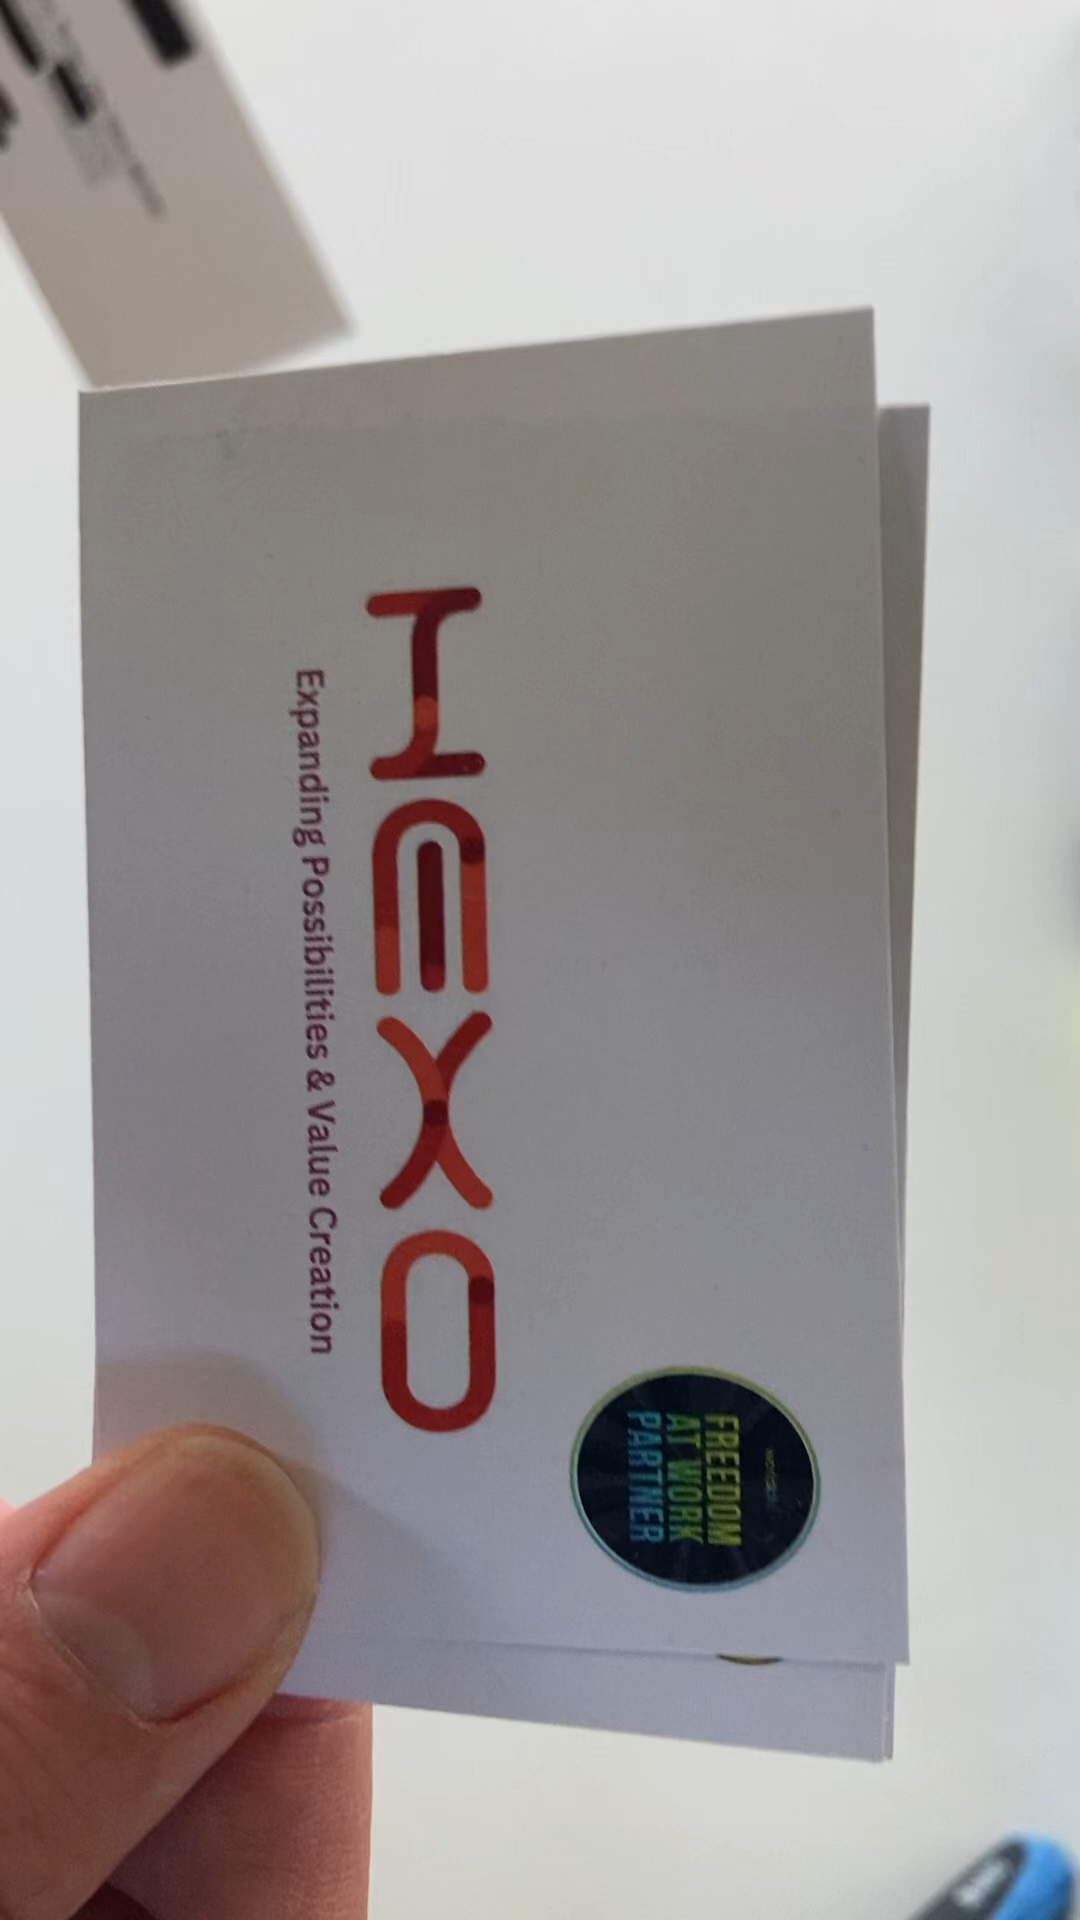 HEXO
Expanding Possibilities & Value Creation
FREEDOM
AT WORK
PARTNER